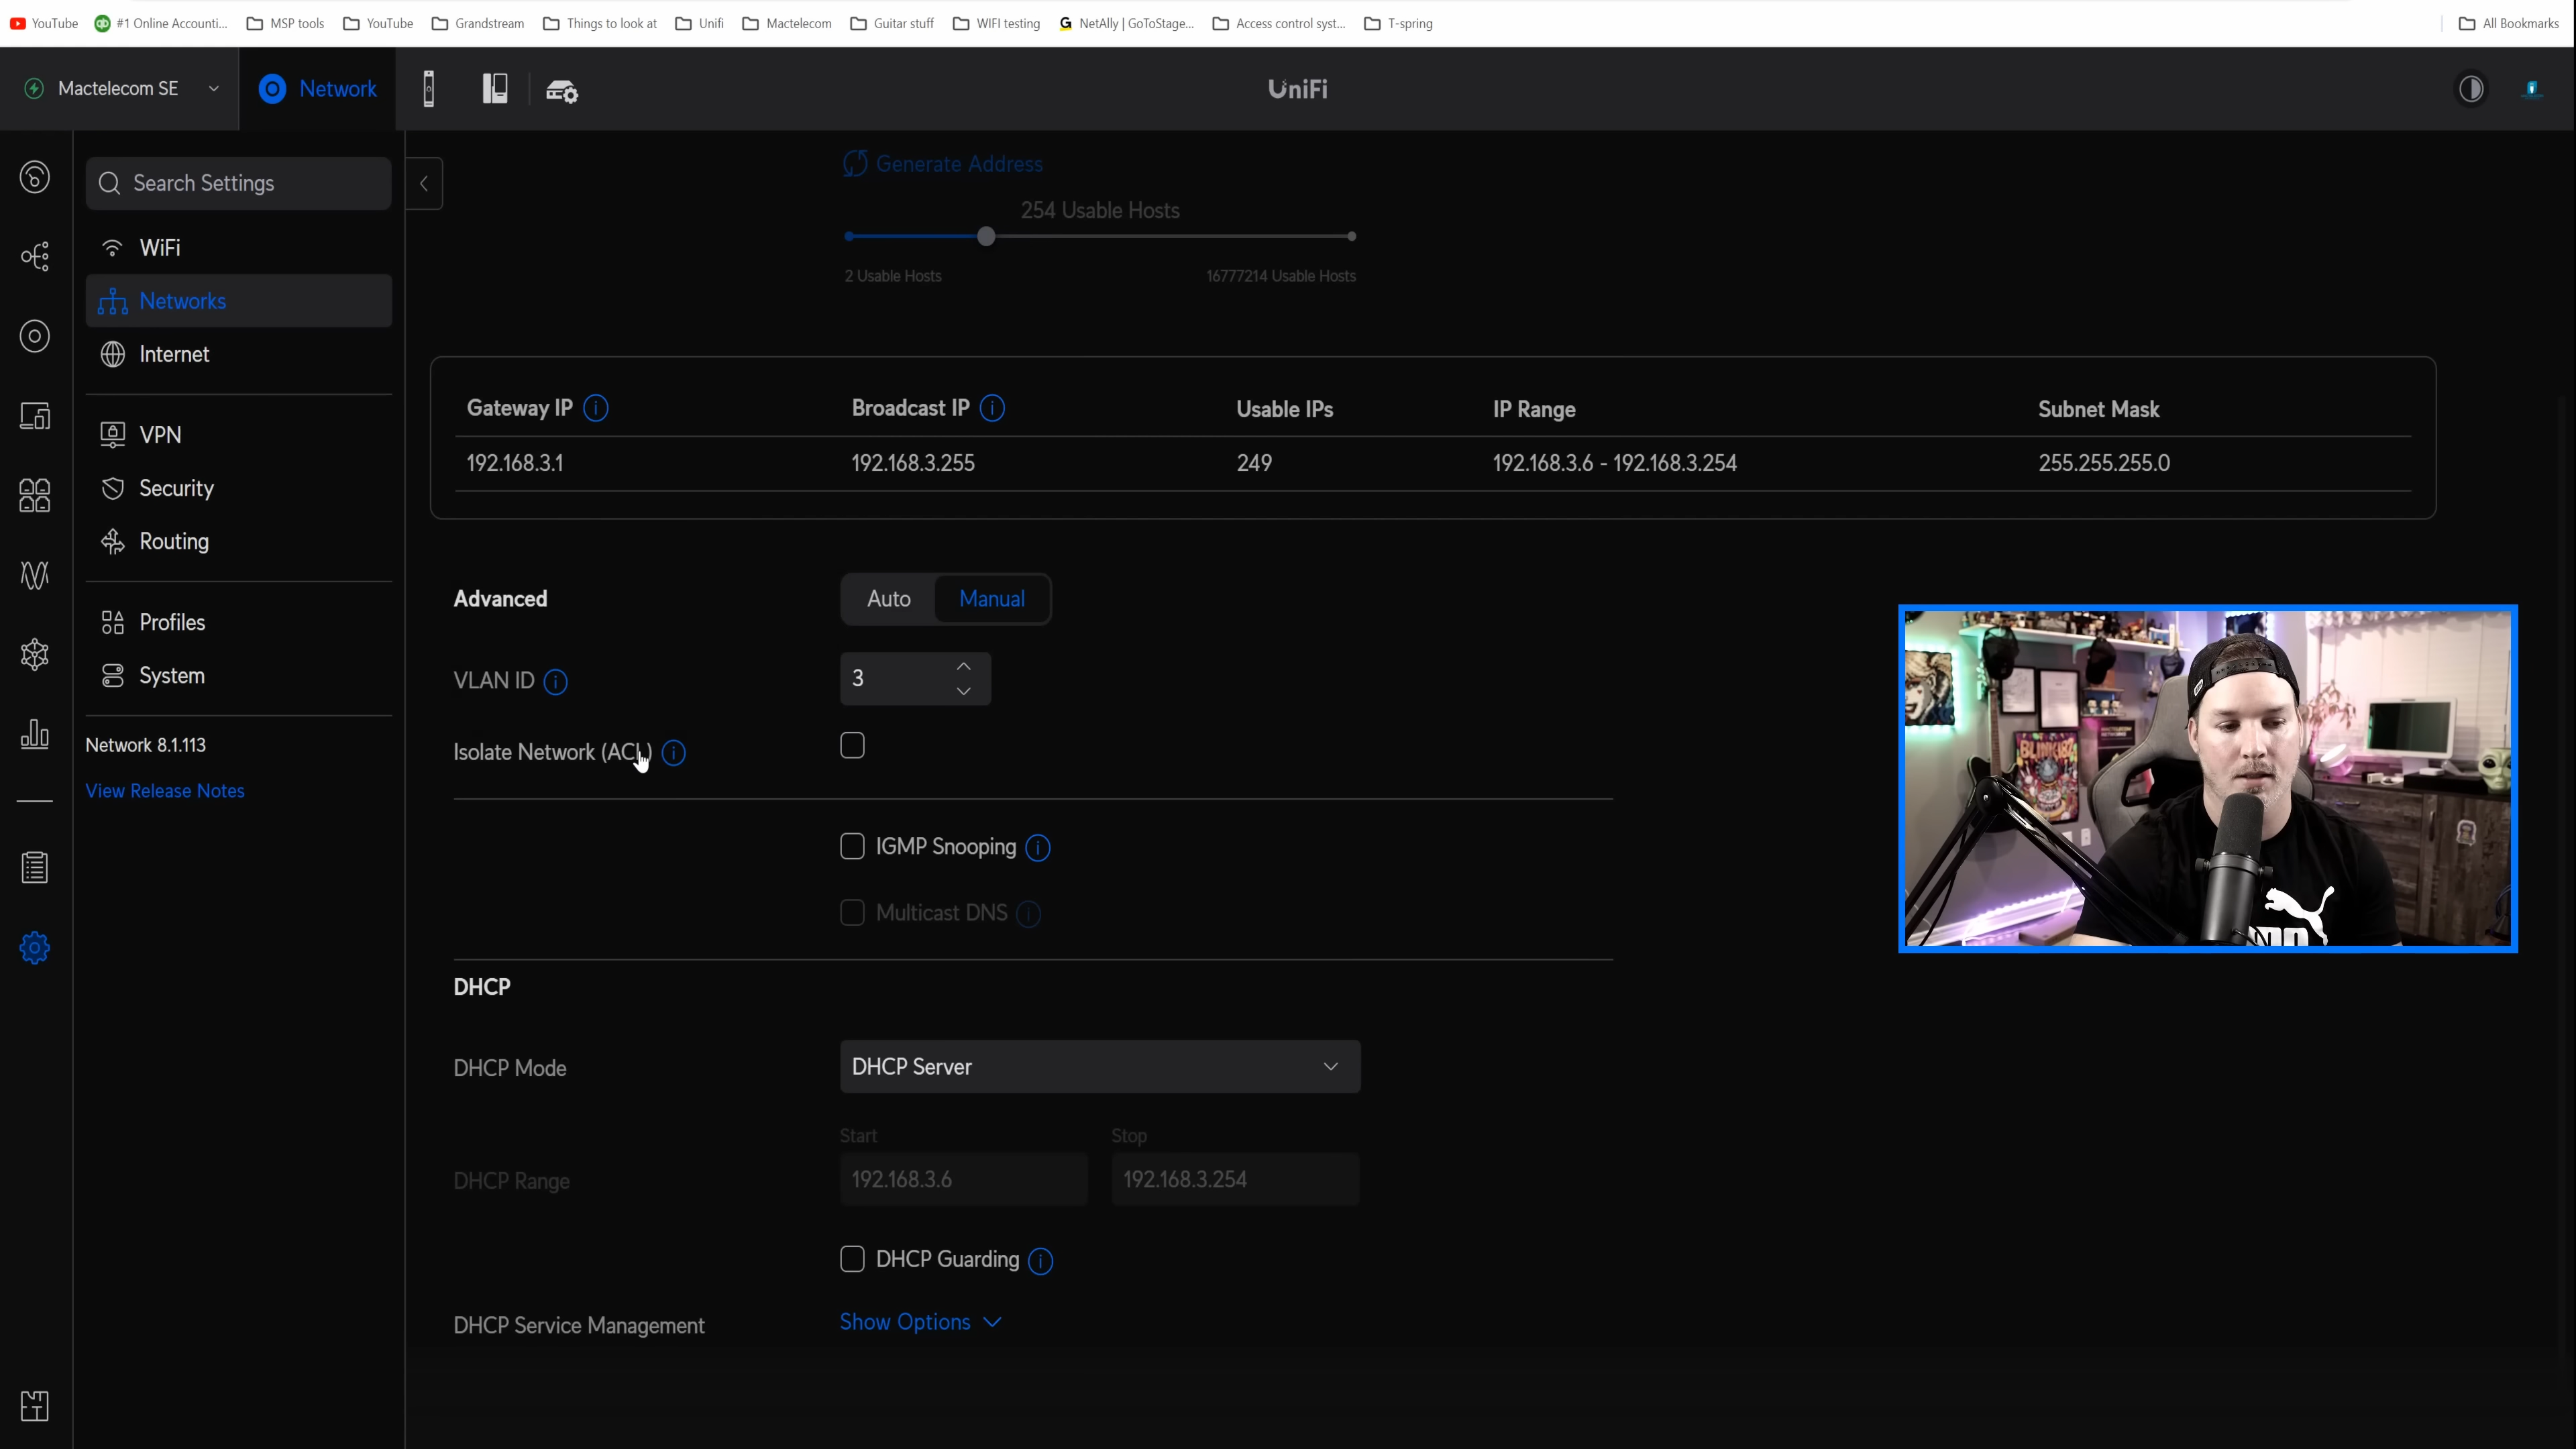 YouTube #1 Online Accounti... MSP tools YouTube Grandstream Things to look at Unifi Mactelecom Guitar stuff WIFI testing NetAlly | GoToStage... Access control syst... T-spring All Bookmarks
Mactelecom SE Network UniFi
Search Settings
WiFi
Networks
Internet
VPN
Security
Routing
Profiles
System
Network 8.1.113
View Release Notes
Generate Address
254 Usable Hosts
2 Usable Hosts 16777214 Usable Hosts
Gateway IP Broadcast IP Usable IPs IP Range Subnet Mask
192.168.3.1 192.168.3.255 249 192.168.3.6 - 192.168.3.254 255.255.255.0
Advanced Auto Manual
VLAN ID 3
Isolate Network (ACL)
IGMP Snooping
Multicast DNS
DHCP
DHCP Mode DHCP Server
Start Stop
DHCP Range 192.168.3.6 192.168.3.254
DHCP Guarding
DHCP Service Management Show Options
BLINK182